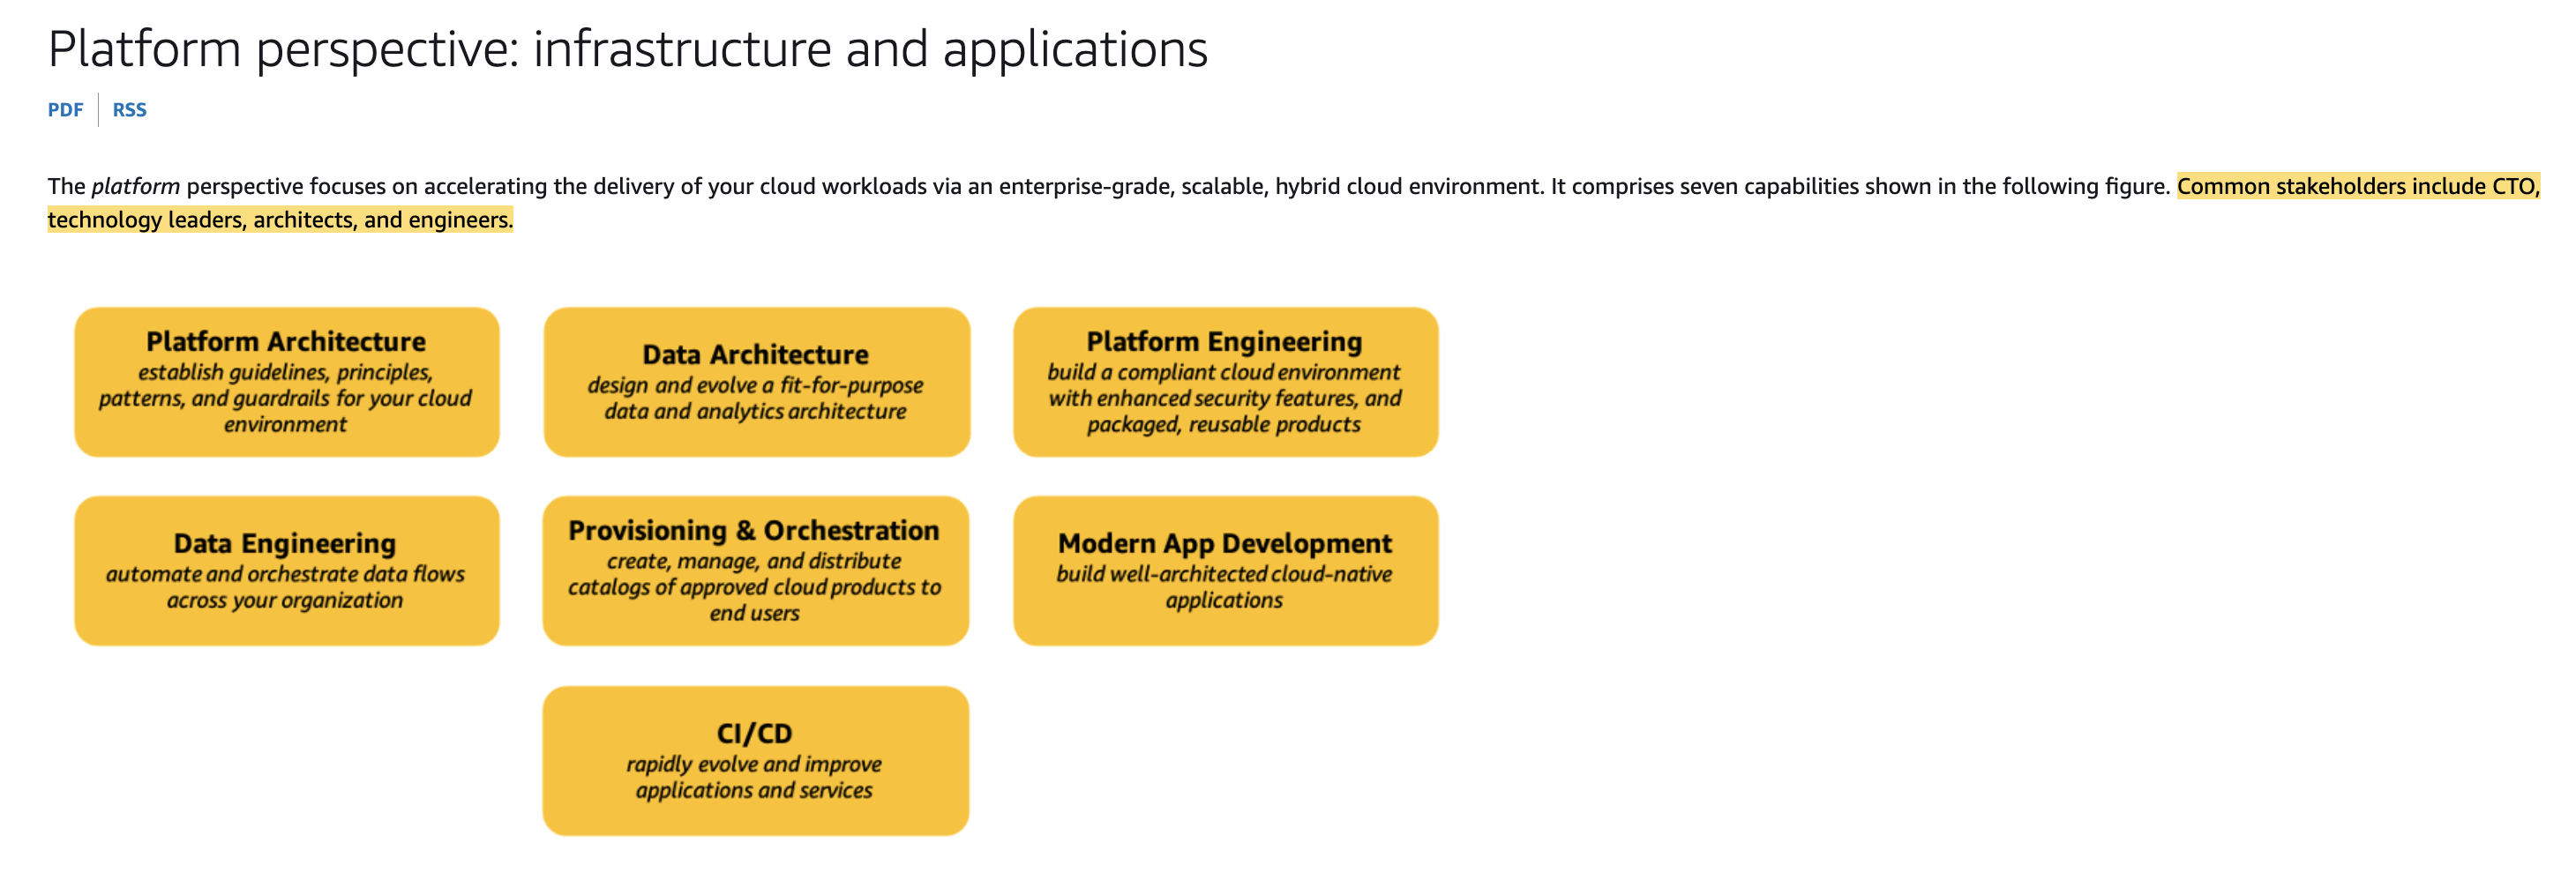 Platform perspective: infrastructure and applications
PDF | RSS
The platform perspective focuses on accelerating the delivery of your cloud workloads via an enterprise-grade, scalable, hybrid cloud environment. It comprises seven capabilities shown in the following figure. Common stakeholders include CTO,
technology leaders, architects, and engineers.
Platform Architecture
establish guidelines, principles,
patterns, and guardrails for your cloud
environment
Data Architecture
design and evolve a fit-for-purpose
data and analytics architecture
Platform Engineering
build a compliant cloud environment
with enhanced security features, and
packaged, reusable products
Data Engineering
automate and orchestrate data flows
across your organization
Provisioning & Orchestration
create, manage, and distribute
catalogs of approved cloud products to
end users
Modern App Development
build well-architected cloud-native
applications
CI/CD
rapidly evolve and improve
applications and services